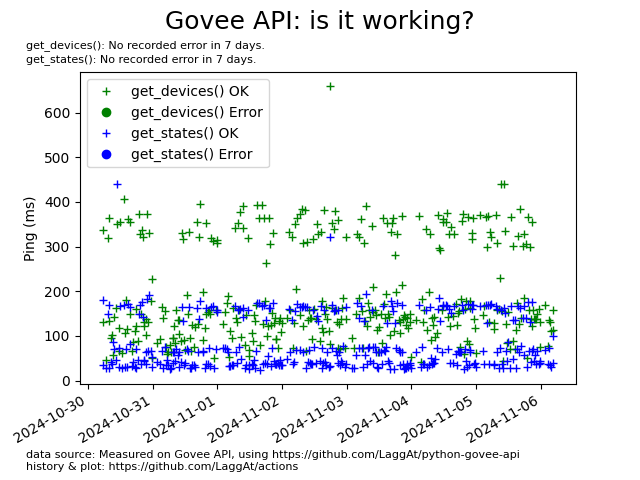 Govee API: is it working?
get_devices(): No recorded error in 7 days.
get_states(): No recorded error in 7 days.
get_devices() OK
get_devices() Error
get_states() OK
get_states() Error
Ping (ms)
600
500
400
300
200
100
0
2024-10-30
2024-10-31
2024-11-01
2024-11-02
2024-11-03
2024-11-04
2024-11-05
2024-11-06
data source: Measured on Govee API, using https://github.com/LaggAt/python-govee-api
history & plot: https://github.com/LaggAt/actions